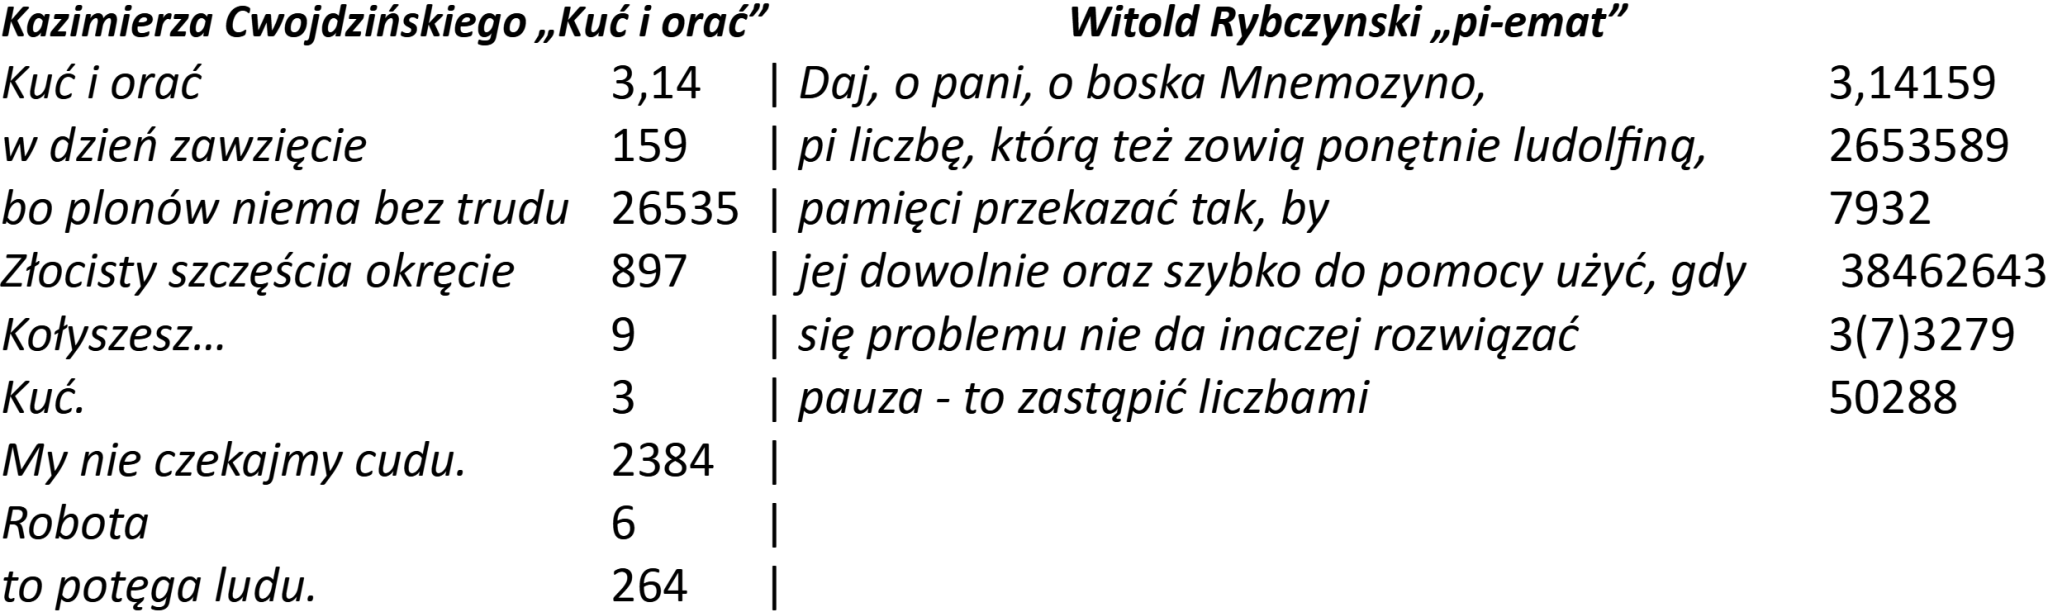 Kazimierza Cwojdzińskiego „Kuć i orać” Witold Rybczynski „pi-emat”
Kuć i orać 3,14 | Daj, o pani, o boska Mnemozyno, 3,14159
w dzień zawzięcie 159 | pi liczbę, którą też zowią ponętnie ludolfiną, 2653589
bo plonów niema bez trudu 26535 | pamięci przekazać tak, by 7932
Złocisty szczęścia okręcie 897 | jej dowolnie oraz szybko do pomocy użyć, gdy 38462643
Kołyszesz... 9 | się problemu nie da inaczej rozwiązać 3(7)3279
Kuć. 3 | pauza - to zastąpić liczbami 50288
My nie czekajmy cudu. 2384 |
Robota 6 |
to potęga ludu. 264 |